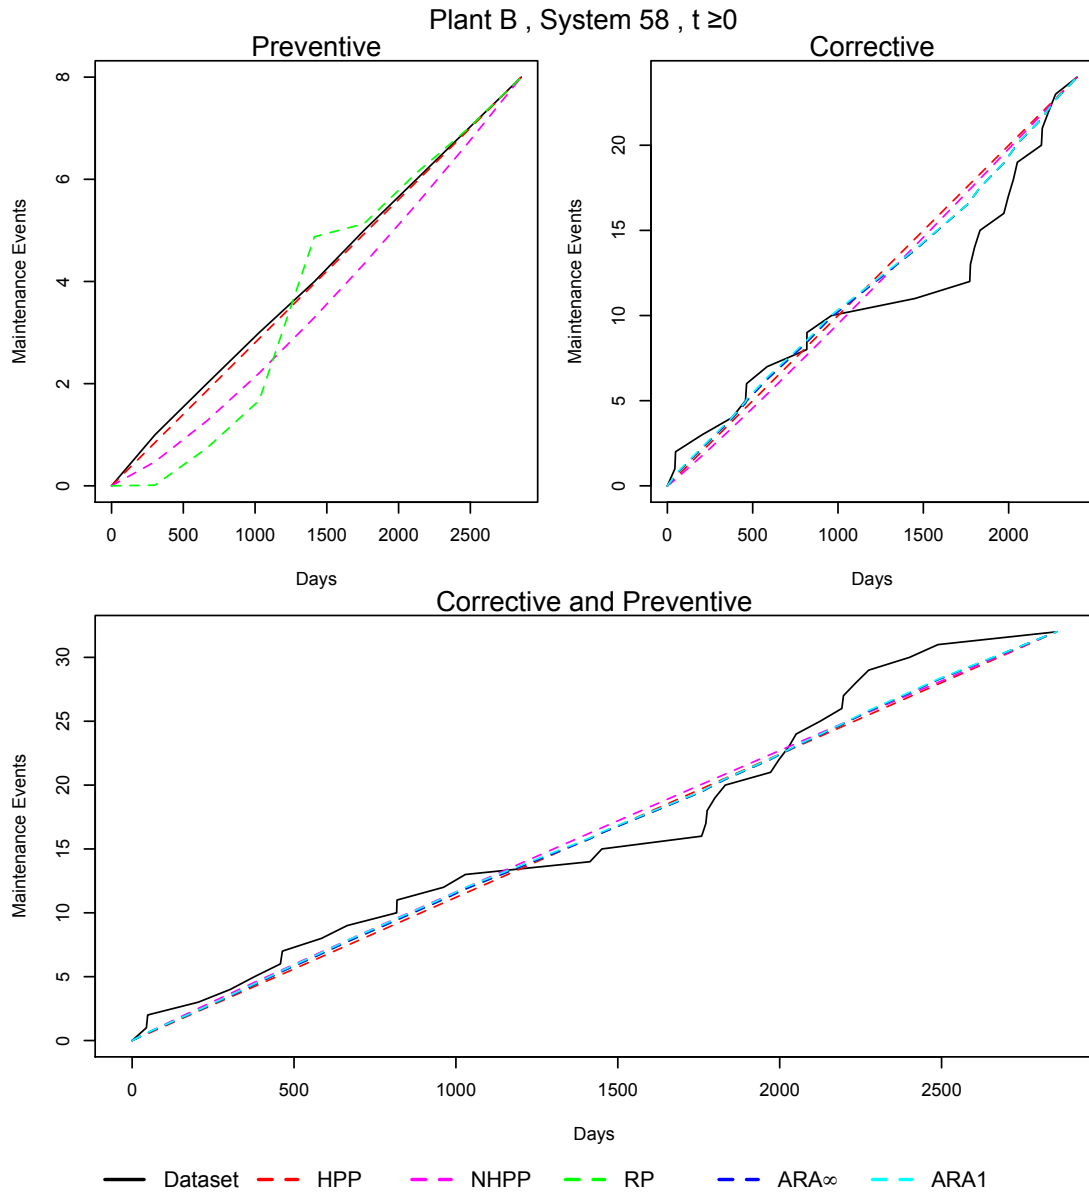 Plant B , System 58 , t ≥0
Preventive
Maintenance Events
0
2
4
6
8
0 500 1000 1500 2000 2500
Days
Corrective
Maintenance Events
0
5
10
15
20
0 500 1000 1500 2000
Days
Corrective and Preventive
Maintenance Events
0
5
10
15
20
25
30
0 500 1000 1500 2000 2500
Days
Dataset HPP NHPP RP ARA∞ ARA1